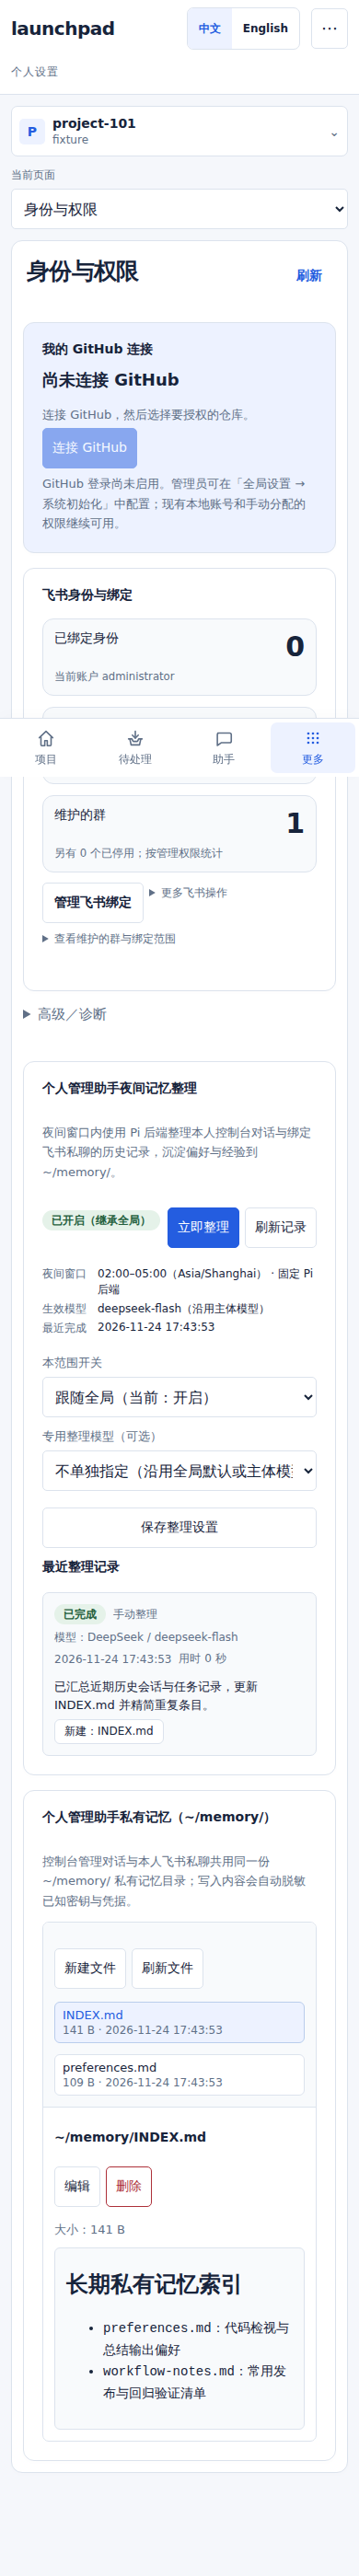 launchpad
中文
English
个人设置
P
project-101
fixture
当前页面
身份与权限
身份与权限
刷新
我的 GitHub 连接
尚未连接 GitHub
连接 GitHub，然后选择要授权的仓库。
连接 GitHub
GitHub 登录尚未启用。管理员可在「全局设置 →
系统初始化」中配置；现有本地账号和手动分配的
权限继续可用。
飞书身份与绑定
已绑定身份
0
当前账户 administrator
项目
待处理
助手
更多
维护的群
1
另有 0 个已停用；按管理权限统计
管理飞书绑定
更多飞书操作
查看维护的群与绑定范围
高级／诊断
个人管理助手夜间记忆整理
夜间窗口内使用 Pi 后端整理本人控制台对话与绑定
飞书私聊的历史记录，沉淀偏好与经验到
~/memory/。
已开启（继承全局）
立即整理
刷新记录
夜间窗口
02:00–05:00（Asia/Shanghai） · 固定 Pi
后端
生效模型
deepseek-flash（沿用主体模型）
最近完成
2026-11-24 17:43:53
本范围开关
跟随全局（当前：开启）
专用整理模型（可选）
不单独指定（沿用全局默认或主体模
保存整理设置
最近整理记录
已完成
手动整理
模型：DeepSeek / deepseek-flash
2026-11-24 17:43:53 用时 0 秒
已汇总近期历史会话与任务记录，更新
INDEX.md 并精简重复条目。
新建：INDEX.md
个人管理助手私有记忆（~/memory/）
控制台管理对话与本人飞书私聊共用同一份
~/memory/ 私有记忆目录；写入内容会自动脱敏
已知密钥与凭据。
新建文件
刷新文件
INDEX.md
141 B · 2026-11-24 17:43:53
preferences.md
109 B · 2026-11-24 17:43:53
~/memory/INDEX.md
编辑
删除
大小：141 B
长期私有记忆索引
• preferences.md：代码检视与
总结输出偏好
• workflow-notes.md：常用发
布与回归验证清单